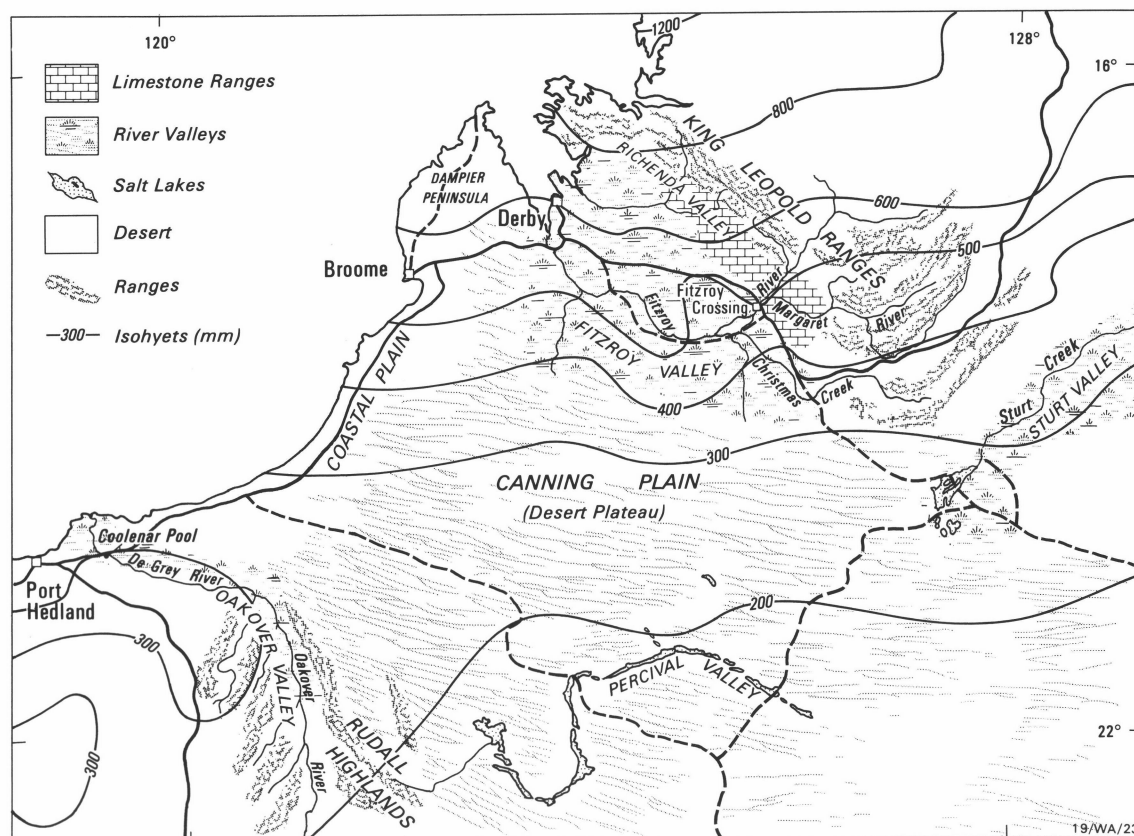 120°
1200
128°
16°
Limestone Ranges
River Valleys
Salt Lakes
Desert
Ranges
—300— Isohyets (mm)
800
KING LEOPOLD RANGES
RICHENDA VALLEY
DAMPIER
PENINSULA
600
Derby
500
Broome
Fitzroy
Crossing
River
Fitzroy
Margaret
River
FITZROY
VALLEY
Christmas
Creek
Creek
Sturt
STURT VALLEY
400
COASTAL PLAIN
300
CANNING PLAIN
(Desert Plateau)
Coolenar Pool
De Grey River
Port
Hedland
OAKOVER VALLEY
Oakover
River
300
200
PERCIVAL VALLEY
RUDALL
HIGHLANDS
22°
300
19/WA/23